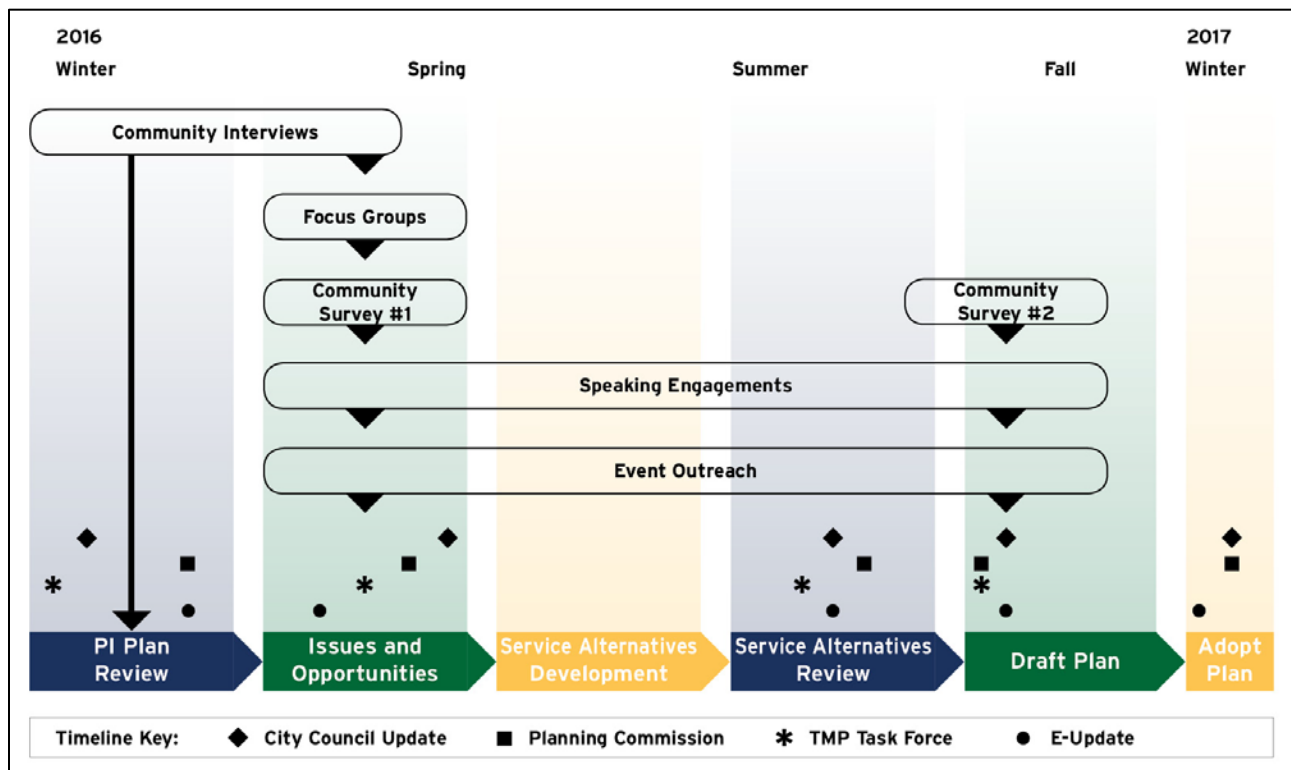 2016
2017
Winter
Spring
Summer
Fall
Winter
Community Interviews
Focus Groups
Community
Survey #1
Community
Survey #2
Speaking Engagements
Event Outreach
PI Plan
Review
Issues and
Opportunities
Service Alternatives
Development
Service Alternatives
Review
Draft Plan
Adopt
Plan
Timeline Key:
City Council Update
Planning Commission
TMP Task Force
E-Update